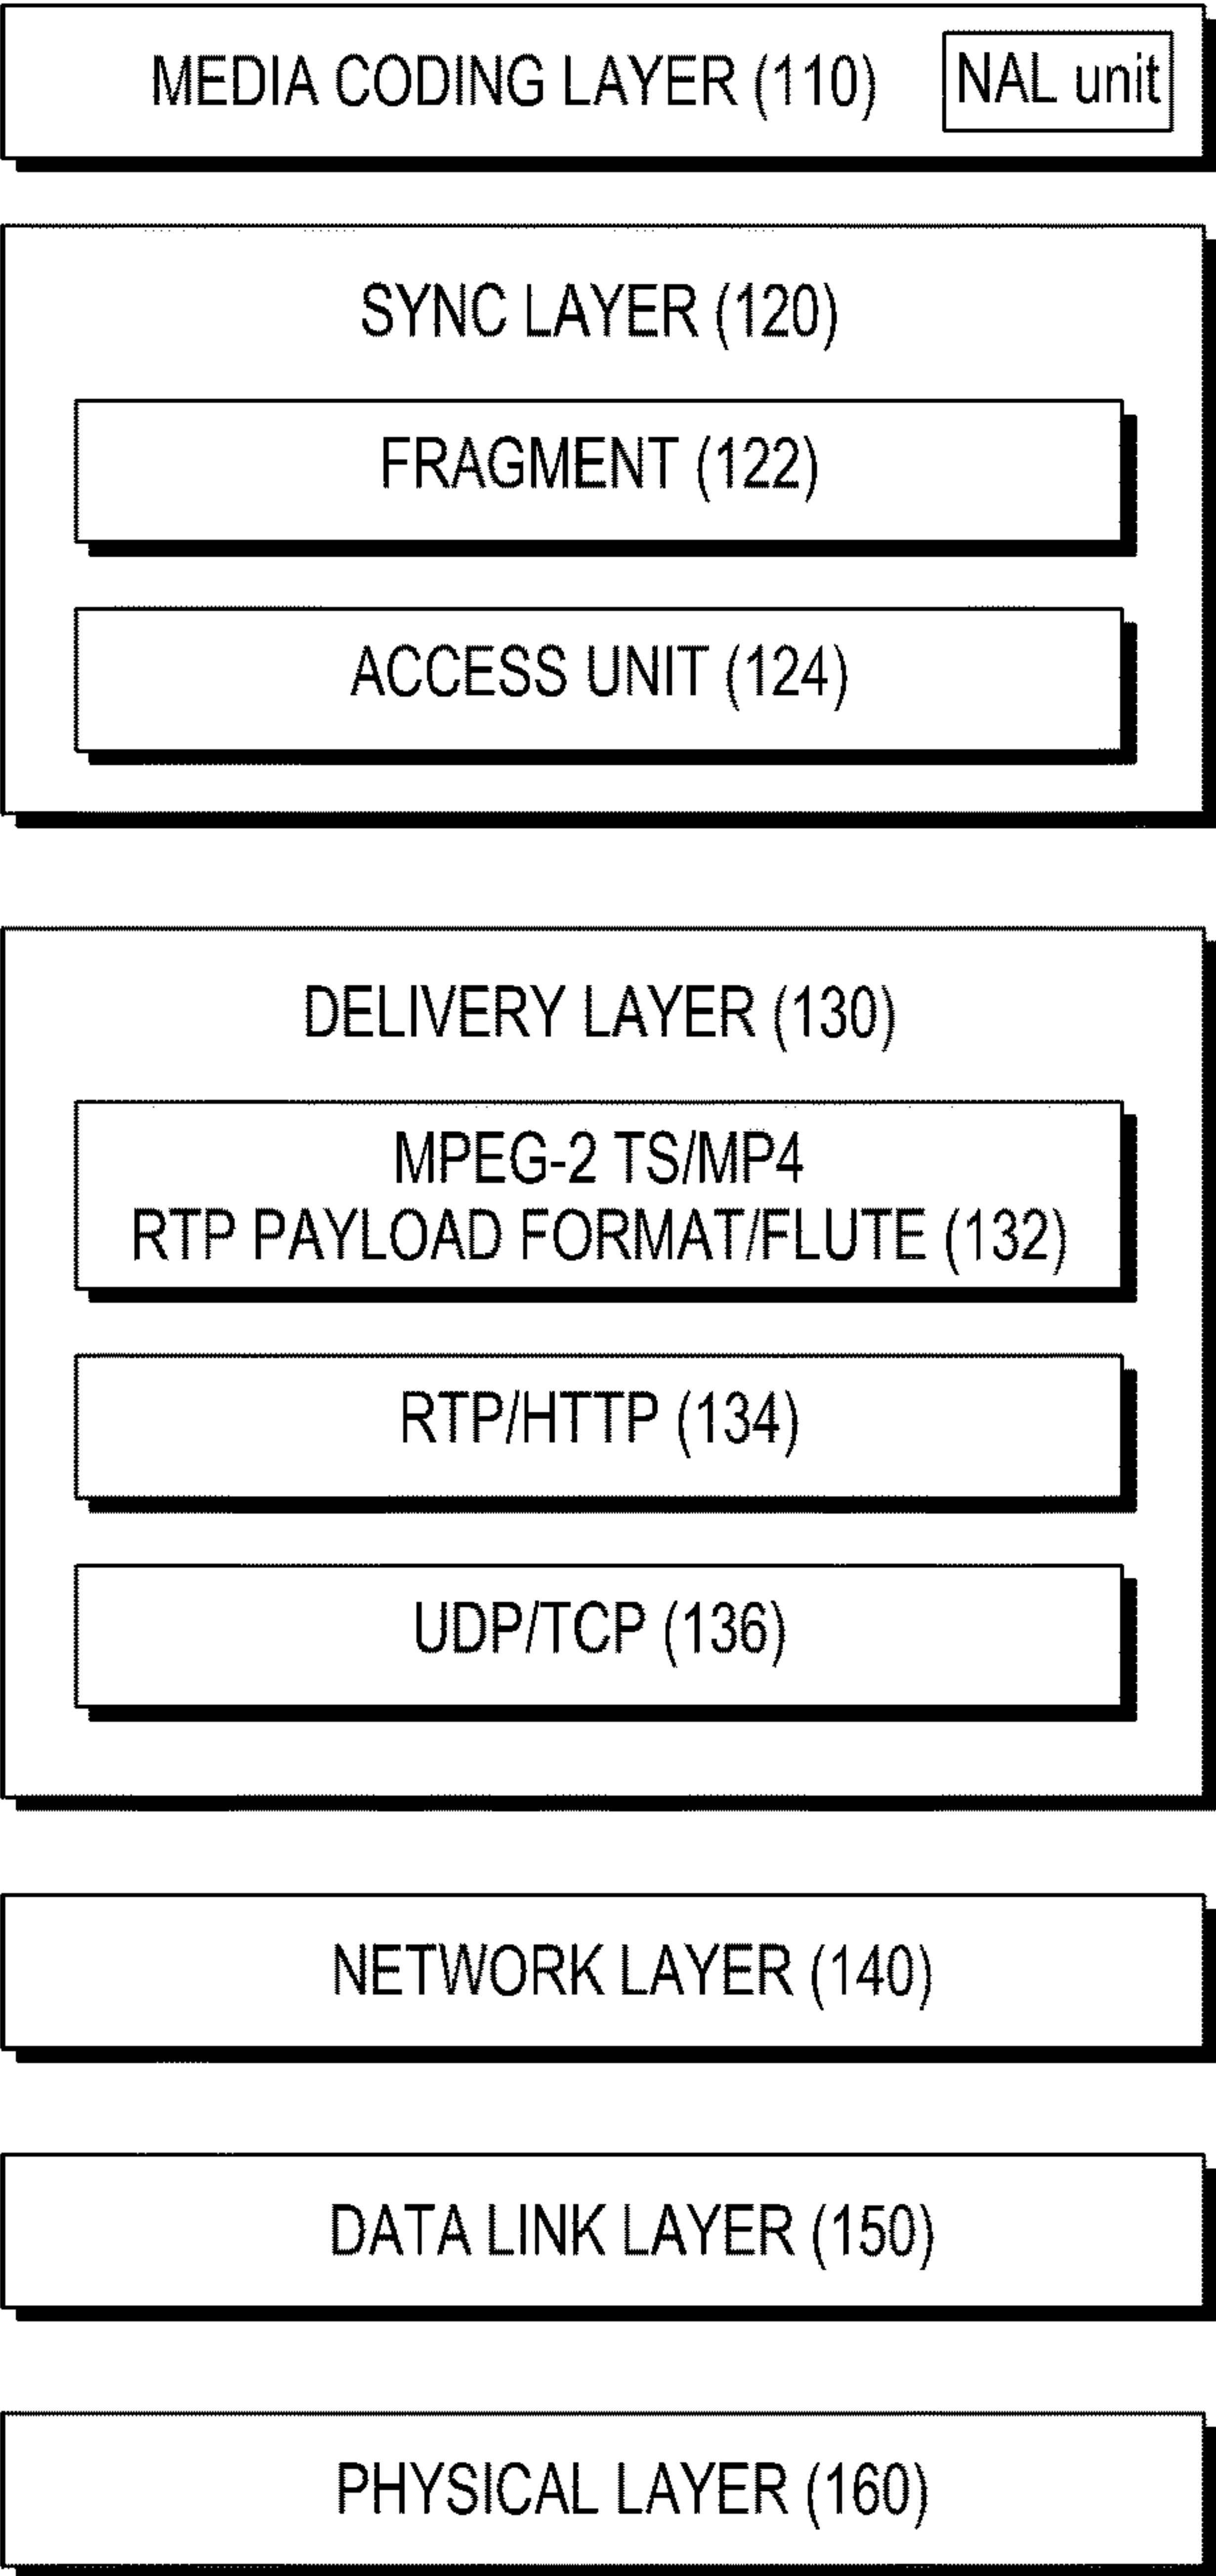 MEDIA CODING LAYER (110) NAL unit
SYNC LAYER (120)
FRAGMENT (122)
ACCESS UNIT (124)
DELIVERY LAYER (130)
MPEG-2 TS/MP4
RTP PAYLOAD FORMAT/FLUTE (132)
RTP/HTTP (134)
UDP/TCP (136)
NETWORK LAYER (140)
DATA LINK LAYER (150)
PHYSICAL LAYER (160)